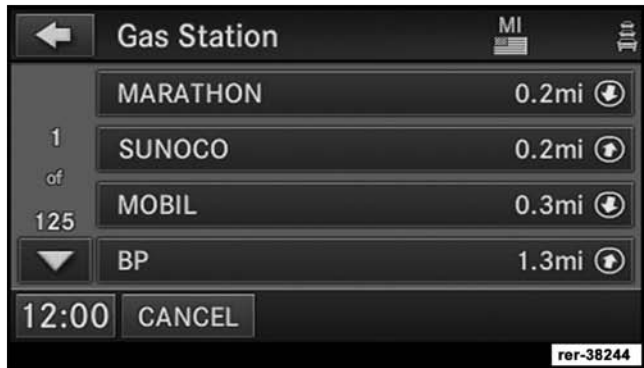 Gas Station MI
MARATHON 0.2mi
1
of
125
SUNOCO 0.2mi
MOBIL 0.3mi
BP 1.3mi
12:00 CANCEL
rer-38244